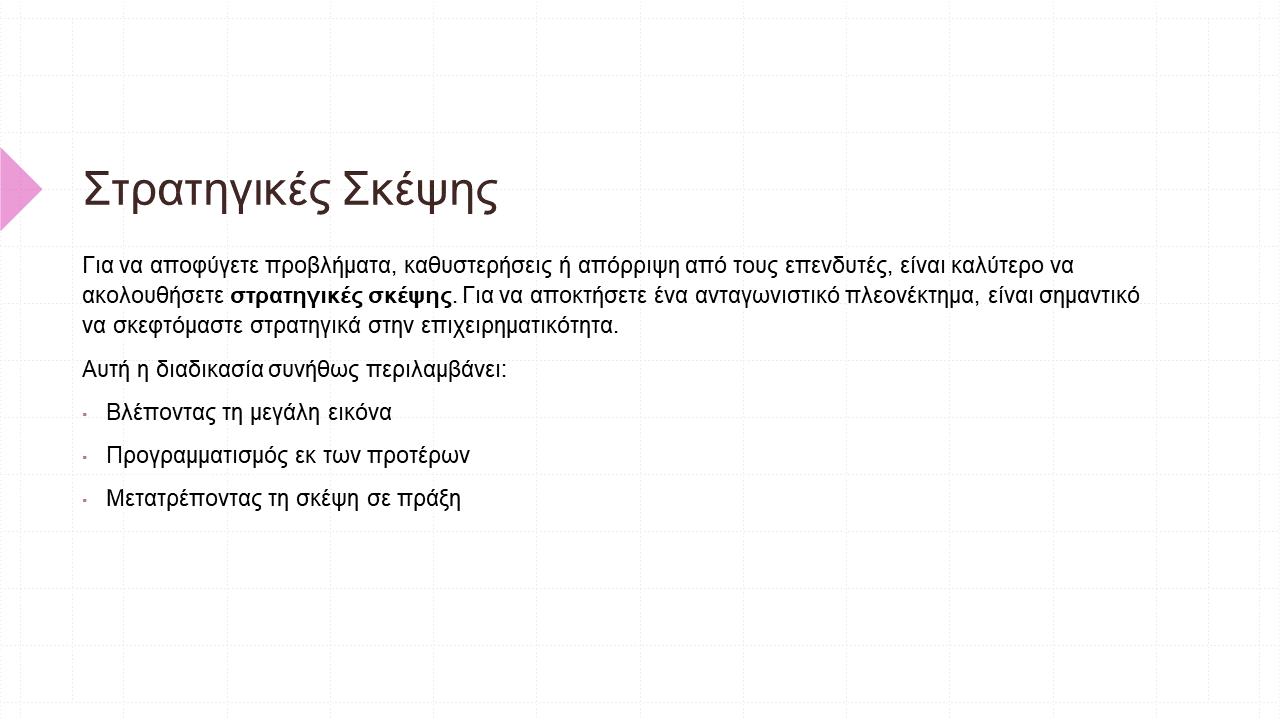 Στρατηγικές Σκέψης
Για να αποφύγετε προβλήματα, καθυστερήσεις ή απόρριψη από τους επενδυτές, είναι καλύτερο να
ακολουθήσετε στρατηγικές σκέψης. Για να αποκτήσετε ένα ανταγωνιστικό πλεονέκτημα, είναι σημαντικό
να σκεφτόμαστε στρατηγικά στην επιχειρηματικότητα.
Αυτή η διαδικασία συνήθως περιλαμβάνει:
▪ Βλέποντας τη μεγάλη εικόνα
▪ Προγραμματισμός εκ των προτέρων
▪ Μετατρέποντας τη σκέψη σε πράξη